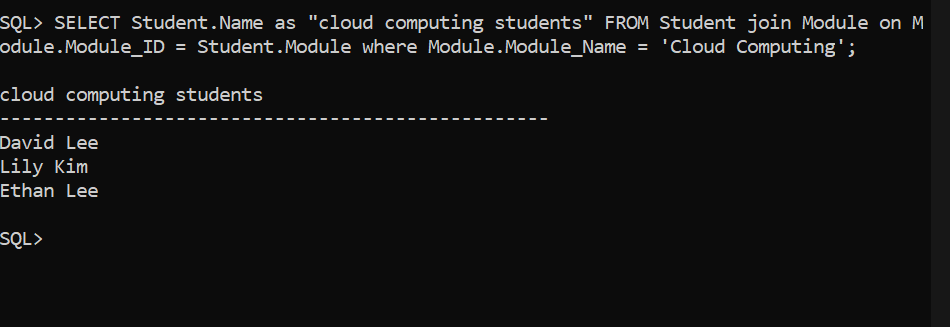 SQL> SELECT Student.Name as "cloud computing students" FROM Student join Module on M
odule.Module_ID = Student.Module where Module.Module_Name = 'Cloud Computing';
cloud computing students
--------------------------------------------------
David Lee
Lily Kim
Ethan Lee
SQL>